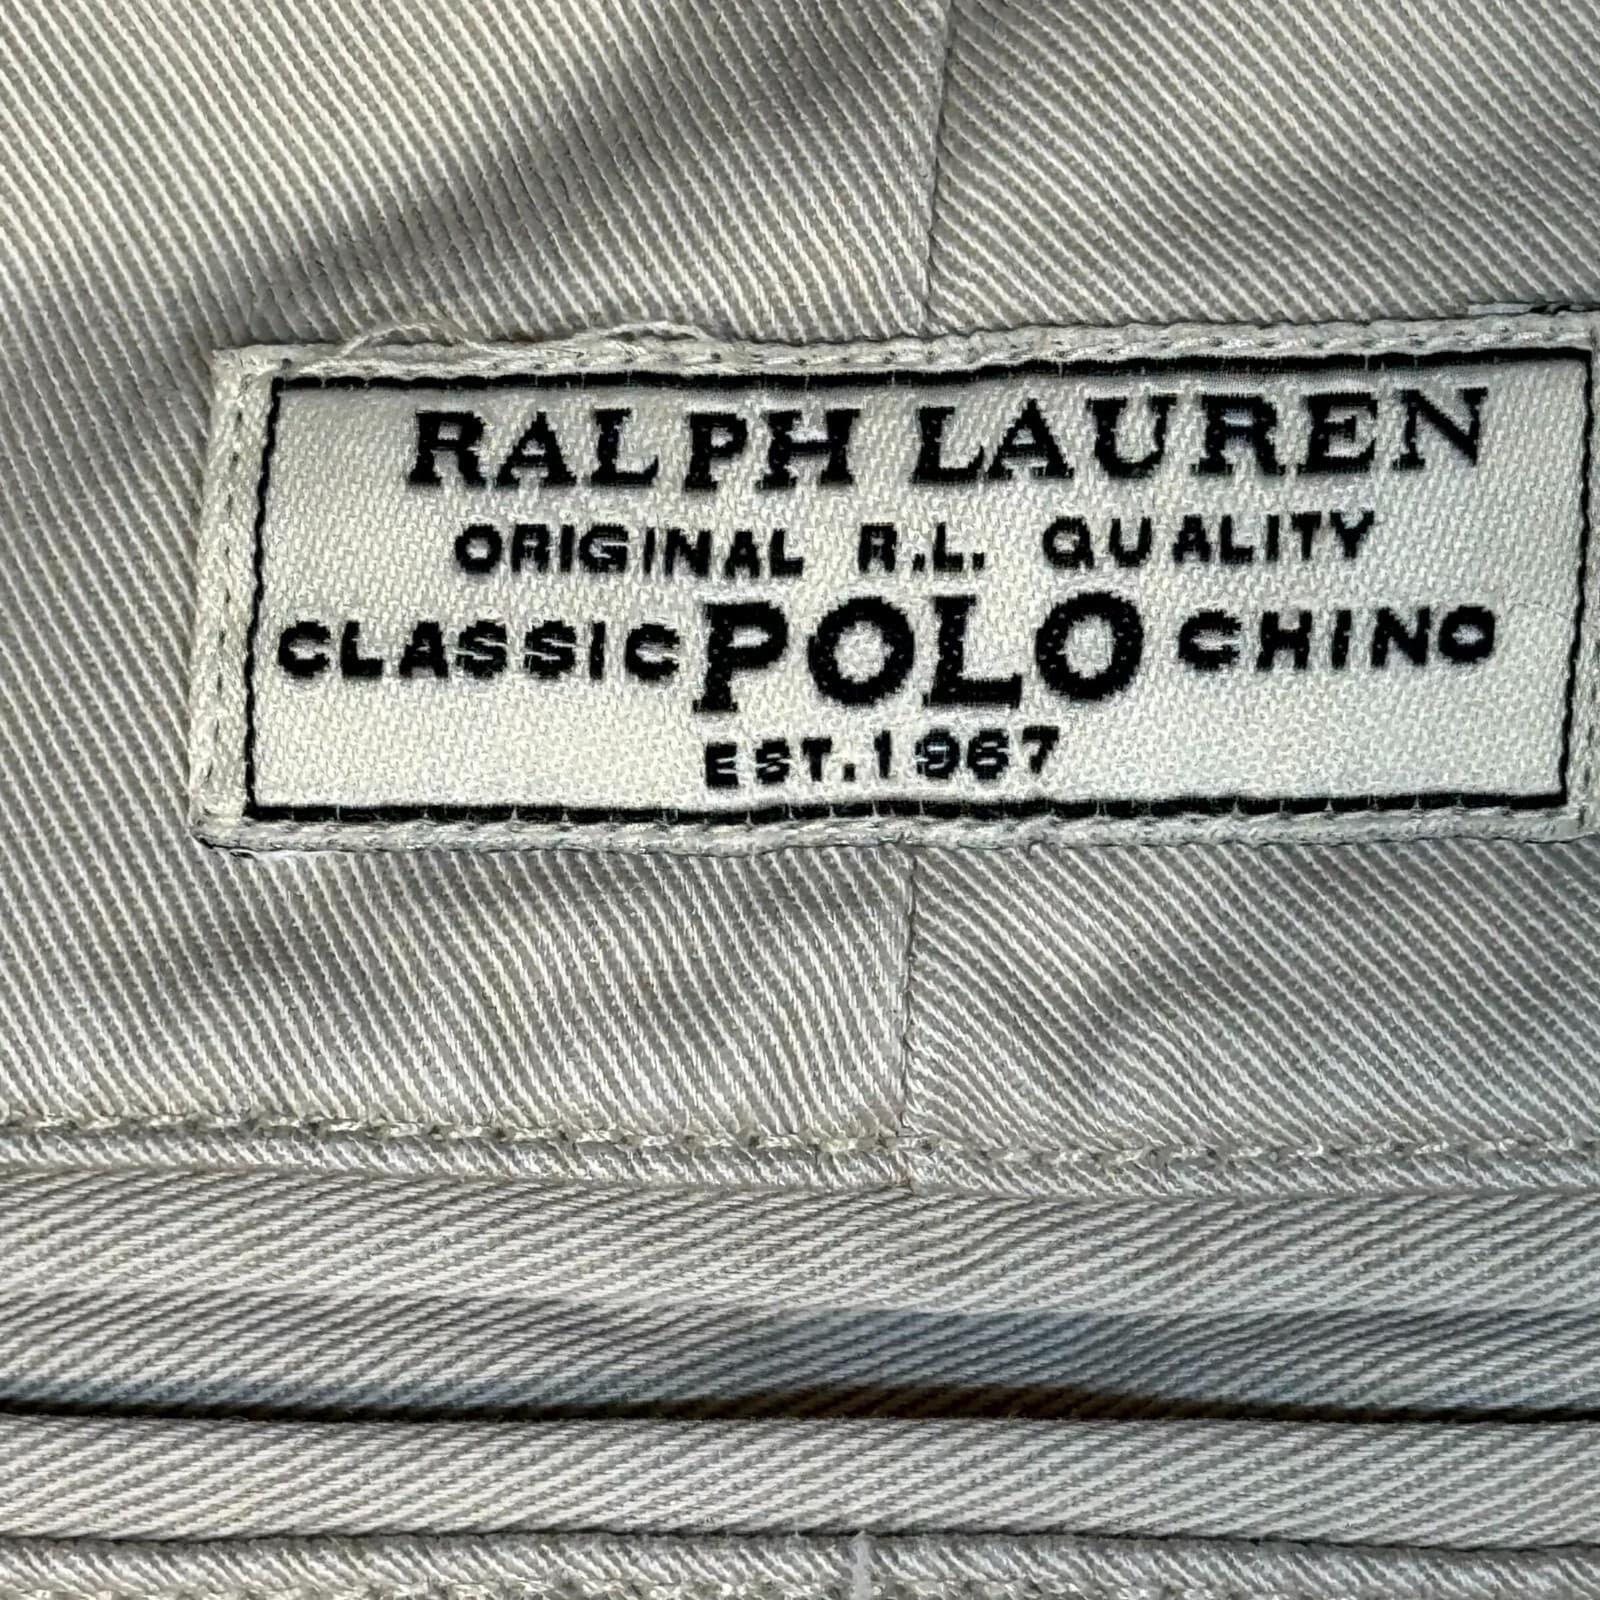 RALPH LAUREN
ORIGINAL R.L. QUALITY
CLASSIC POLO CHINO
EST.1967